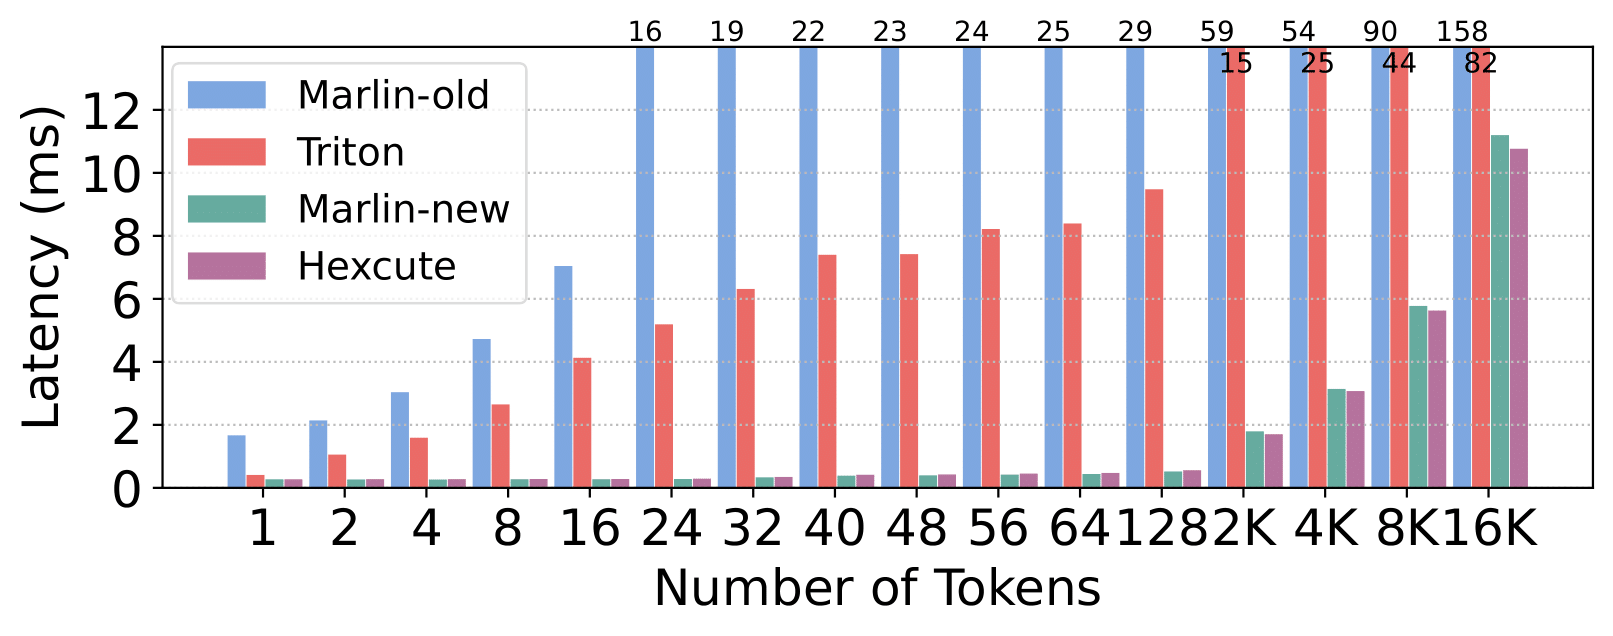 16 19 22 23 24 25 29 59 54 90 158
15 25 44 82
Marlin-old
Triton
Marlin-new
Hexcute
Latency (ms)
12
10
8
6
4
2
0
1 2 4 8 16 24 32 40 48 56 64 128 2K 4K 8K 16K
Number of Tokens